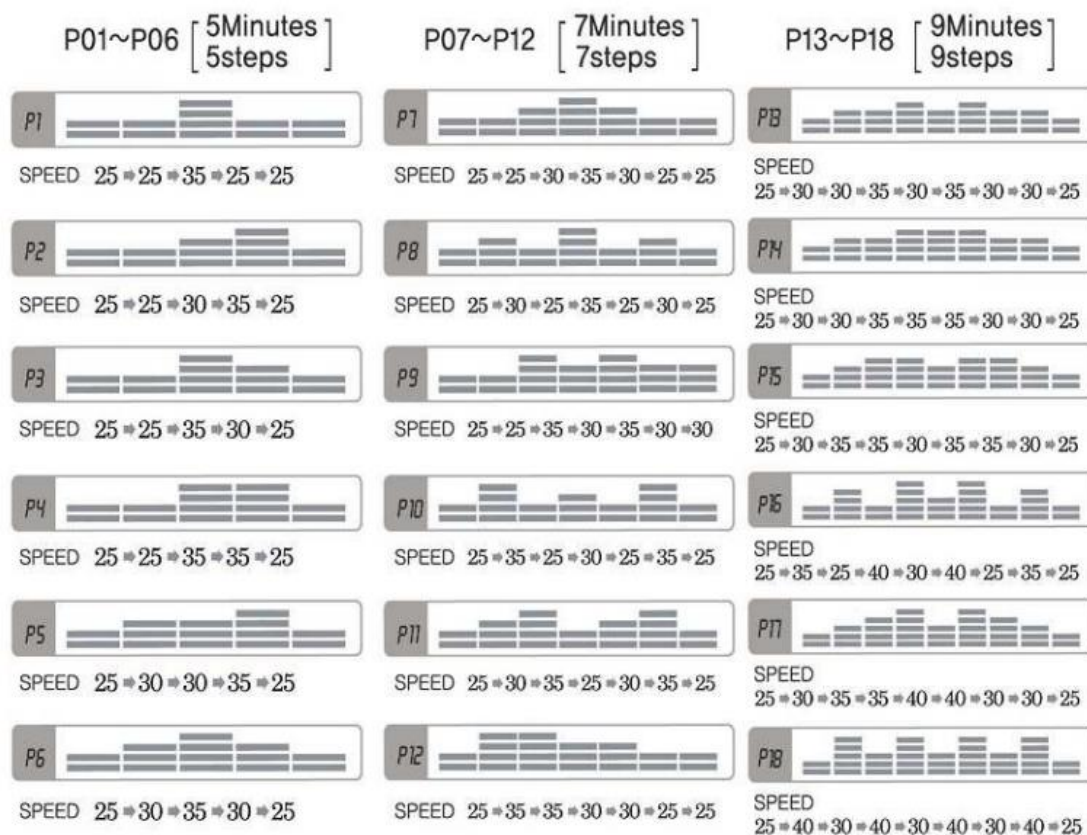 P01~P06 [ 5Minutes
5steps ]
P1
SPEED 25➡25➡35➡25➡25
P2
SPEED 25➡25➡30➡35➡25
P3
SPEED 25➡25➡35➡30➡25
P4
SPEED 25➡25➡35➡35➡25
P5
SPEED 25➡30➡30➡35➡25
P6
SPEED 25➡30➡35➡30➡25
P07~P12 [ 7Minutes
7steps ]
P7
SPEED 25➡25➡30➡35➡30➡25➡25
P8
SPEED 25➡30➡25➡35➡25➡30➡25
P9
SPEED 25➡25➡35➡30➡35➡30➡30
P10
SPEED 25➡35➡25➡30➡25➡35➡25
P11
SPEED 25➡30➡35➡25➡30➡35➡25
P12
SPEED 25➡35➡35➡30➡30➡25➡25
P13~P18 [ 9Minutes
9steps ]
P13
SPEED
25➡30➡30➡35➡30➡35➡30➡30➡25
P14
SPEED
25➡30➡30➡35➡35➡35➡30➡30➡25
P15
SPEED
25➡30➡35➡35➡30➡35➡35➡30➡25
P16
SPEED
25➡35➡25➡40➡30➡40➡25➡35➡25
P17
SPEED
25➡30➡35➡35➡40➡40➡30➡30➡25
P18
SPEED
25➡40➡30➡40➡30➡40➡30➡40➡25